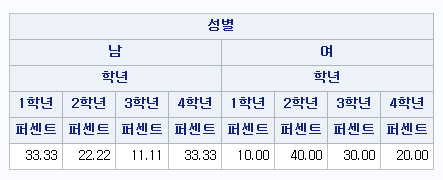 성별
남 여
학년 학년
1학년 2학년 3학년 4학년 1학년 2학년 3학년 4학년
퍼센트 퍼센트 퍼센트 퍼센트 퍼센트 퍼센트 퍼센트 퍼센트
33.33 22.22 11.11 33.33 10.00 40.00 30.00 20.00